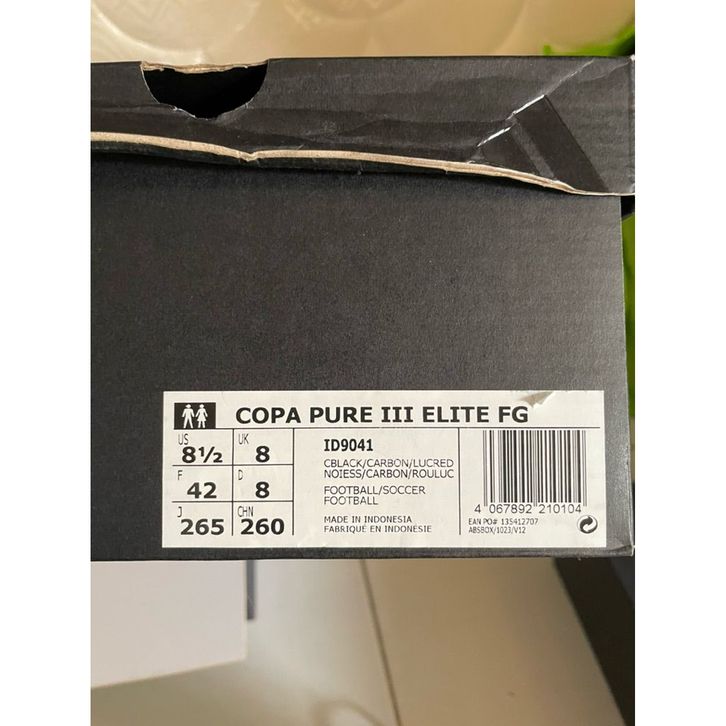 COPA PURE III ELITE FG
US 8½ UK 8
F 42 D 8
J 265 CHN 260
ID9041
CBLACK/CARBON/LUCRED
NOIESS/CARBON/ROULUC
FOOTBALL/SOCCER
FOOTBALL
MADE IN INDONESIA
FABRIQUÉ EN INDONÉSIE
4 067892 210104
EAN PO# 135412707
ABSBOX/1023/V12